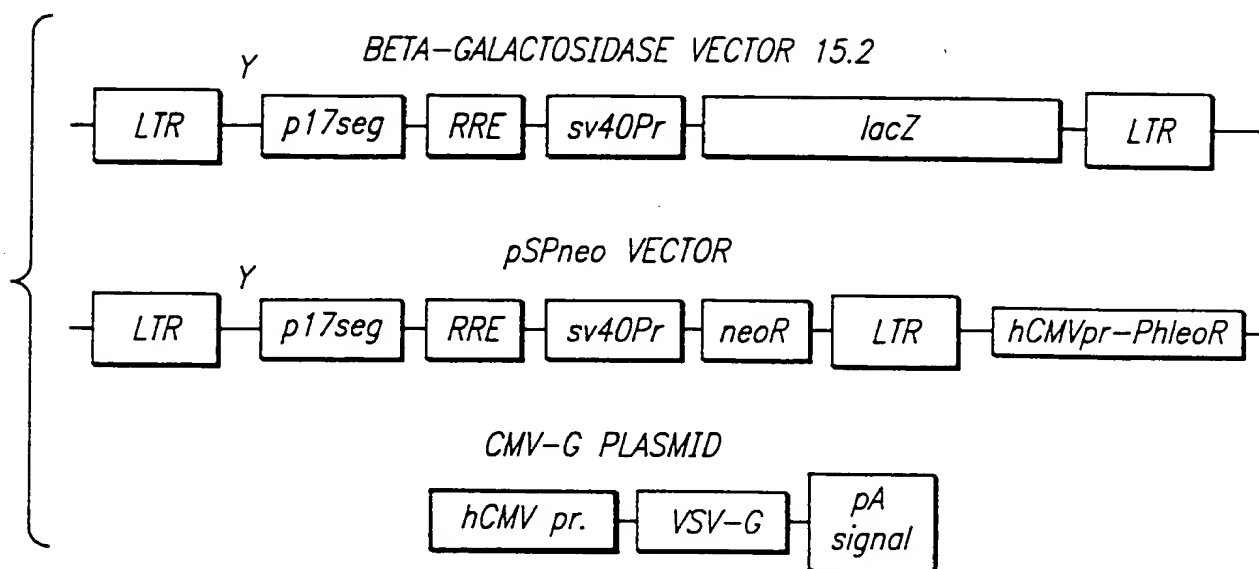 BETA-GALACTOSIDASE VECTOR 15.2
Y
LTR p17seg RRE sv40Pr lacZ LTR
pSPneo VECTOR
Y
LTR p17seg RRE sv40Pr neoR LTR hCMVpr-PhleoR
CMV-G PLASMID
hCMV pr. VSV-G pA
signal